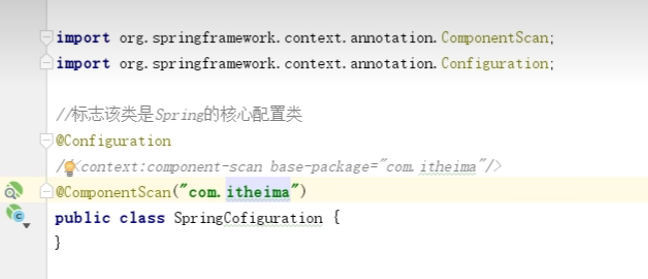 import org.springframework.context.annotation.ComponentScan;
import org.springframework.context.annotation.Configuration;
//标志该类是Spring的核心配置类
@Configuration
/<context:component-scan base-package="com.itheima"/>
@ComponentScan("com.itheima")
public class SpringCofiguration {
}